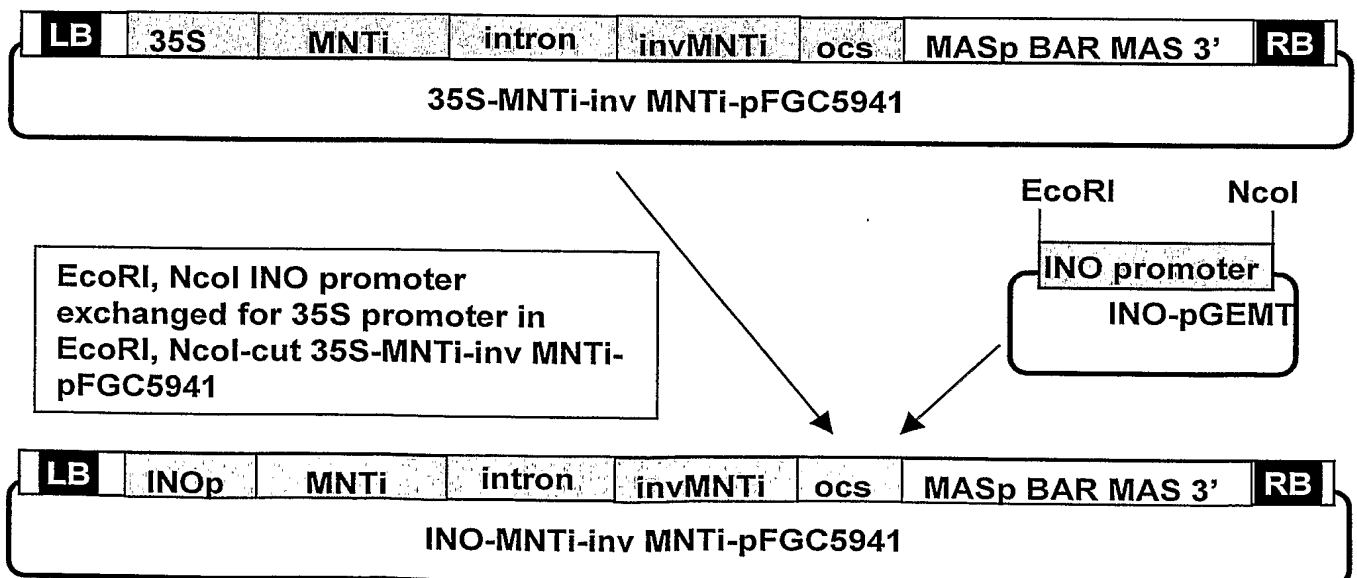 LB 35S MNTi intron invMNTi ocs MASp BAR MAS 3’ RB
35S-MNTi-inv MNTi-pFGC5941
EcoRI NcoI
INO promoter
INO-pGEMT
EcoRI, NcoI INO promoter
exchanged for 35S promoter in
EcoRI, NcoI-cut 35S-MNTi-inv MNTi-
pFGC5941
LB INOp MNTi intron invMNTi ocs MASp BAR MAS 3’ RB
INO-MNTi-inv MNTi-pFGC5941